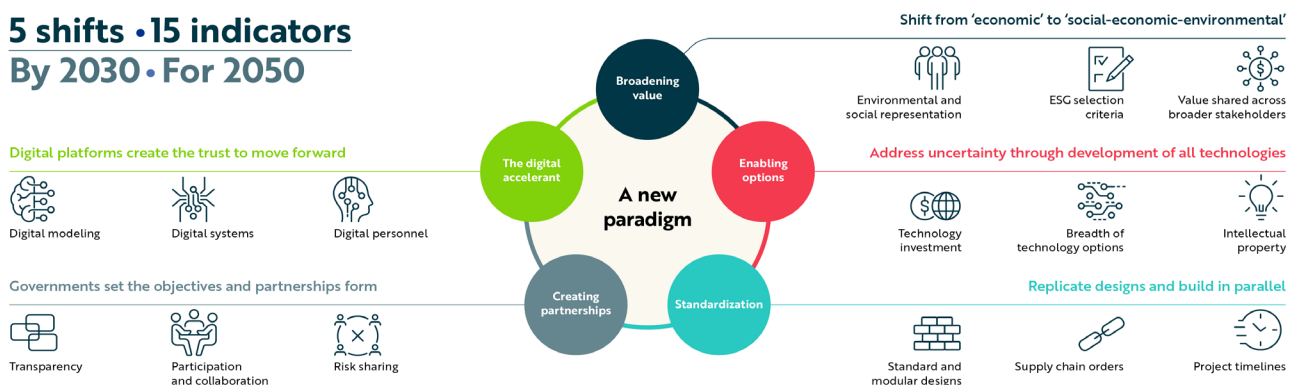 5 shifts • 15 indicators
By 2030 • For 2050
Shift from ‘economic’ to ‘social-economic-environmental’
Environmental and
social representation
ESG selection
criteria
Value shared across
broader stakeholders
Broadening
value
Digital platforms create the trust to move forward
Digital modeling
Digital systems
Digital personnel
The digital
accelerant
Enabling
options
A new
paradigm
Address uncertainty through development of all technologies
Technology
investment
Breadth of
technology options
Intellectual
property
Governments set the objectives and partnerships form
Transparency
Participation
and collaboration
Risk sharing
Creating
partnerships
Standardization
Replicate designs and build in parallel
Standard and
modular designs
Supply chain orders
Project timelines